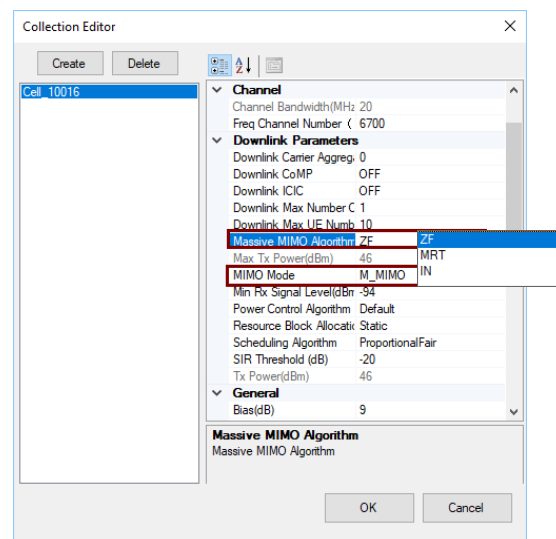 Collection Editor
Create Delete
Cell_10016
Channel
Channel Bandwidth(MHz 20
Freq Channel Number ( 6700
Downlink Parameters
Downlink Carrier Aggreg 0
Downlink CoMP OFF
Downlink ICIC OFF
Downlink Max Number C 1
Downlink Max UE Numb 10
Massive MIMO Algorithm ZF
ZF
MRT
IN
Max Tx Power(dBm) 46
MIMO Mode M_MIMO
Min Rx Signal Level(dBm -94
Power Control Algorithm Default
Resource Block Allocatic Static
Scheduling Algorithm ProportionalFair
SIR Threshold (dB) -20
Tx Power(dBm) 46
General
Bias(dB) 9
Massive MIMO Algorithm
Massive MIMO Algorithm
OK Cancel